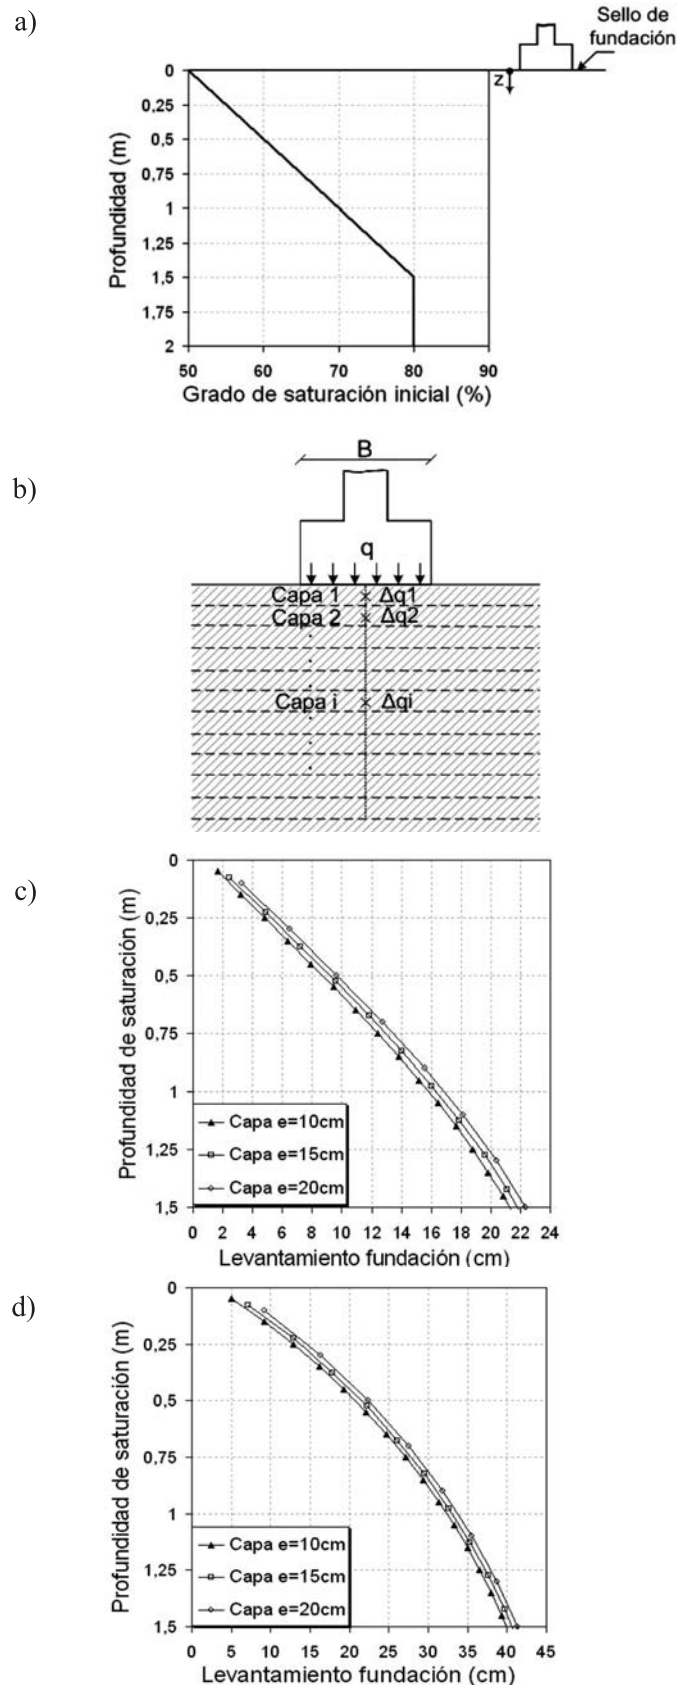 a)
Sello de
fundación
z
Profundidad (m)
0
0,25
0,5
0,75
1
1,25
1,5
1,75
2
50
60
70
80
90
Grado de saturación inicial (%)
b)
B
q
Capa 1
Δq1
Capa 2
Δq2
Capa i
Δqi
c)
Profundidad de saturación (m)
0
0,25
0,5
0,75
1
1,25
1,5
Capa e=10cm
Capa e=15cm
Capa e=20cm
0
2
4
6
8
10
12
14
16
18
20
22
24
Levantamiento fundación (cm)
d)
Profundidad de saturación (m)
0
0,25
0,5
0,75
1
1,25
1,5
Capa e=10cm
Capa e=15cm
Capa e=20cm
0
5
10
15
20
25
30
35
40
45
Levantamiento fundación (cm)